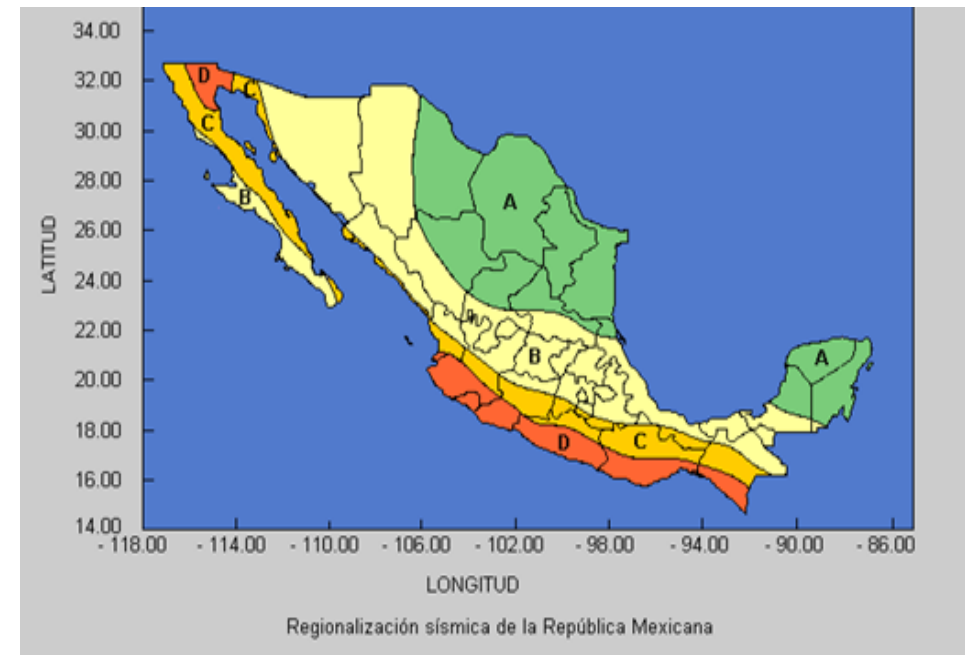 34.00
32.00
30.00
28.00
26.00
24.00
22.00
20.00
18.00
16.00
14.00
LATITUD
D
C
C
B
A
B
A
C
D
- 118.00 - 114.00 - 110.00 - 106.00 - 102.00 - 98.00 - 94.00 - 90.00 - 86.00
LONGITUD
Regionalización sísmica de la República Mexicana